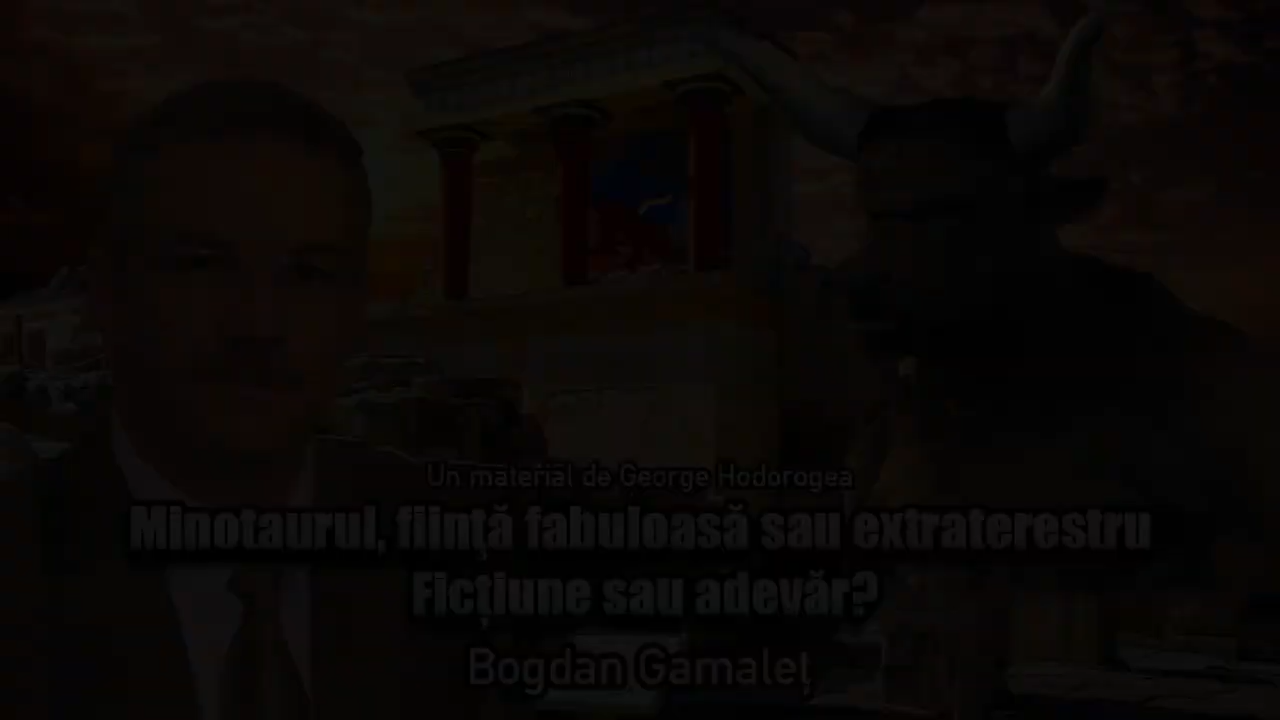 Un material de George Hodorogea
Minotaurul, ființă fabuloasă sau extraterestru
Ficțiune sau adevăr?
Bogdan Gamaleț